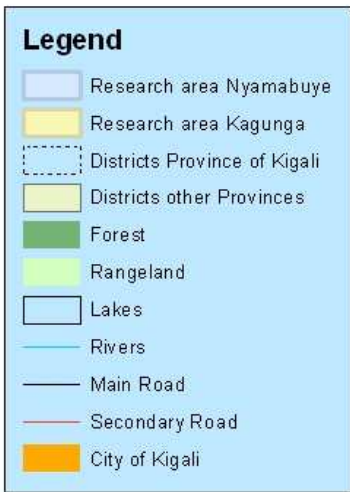 Legend
Research area Nyamabuye
Research area Kagunga
Districts Province of Kigali
Districts other Provinces
Forest
Rangeland
Lakes
Rivers
Main Road
Secondary Road
City of Kigali